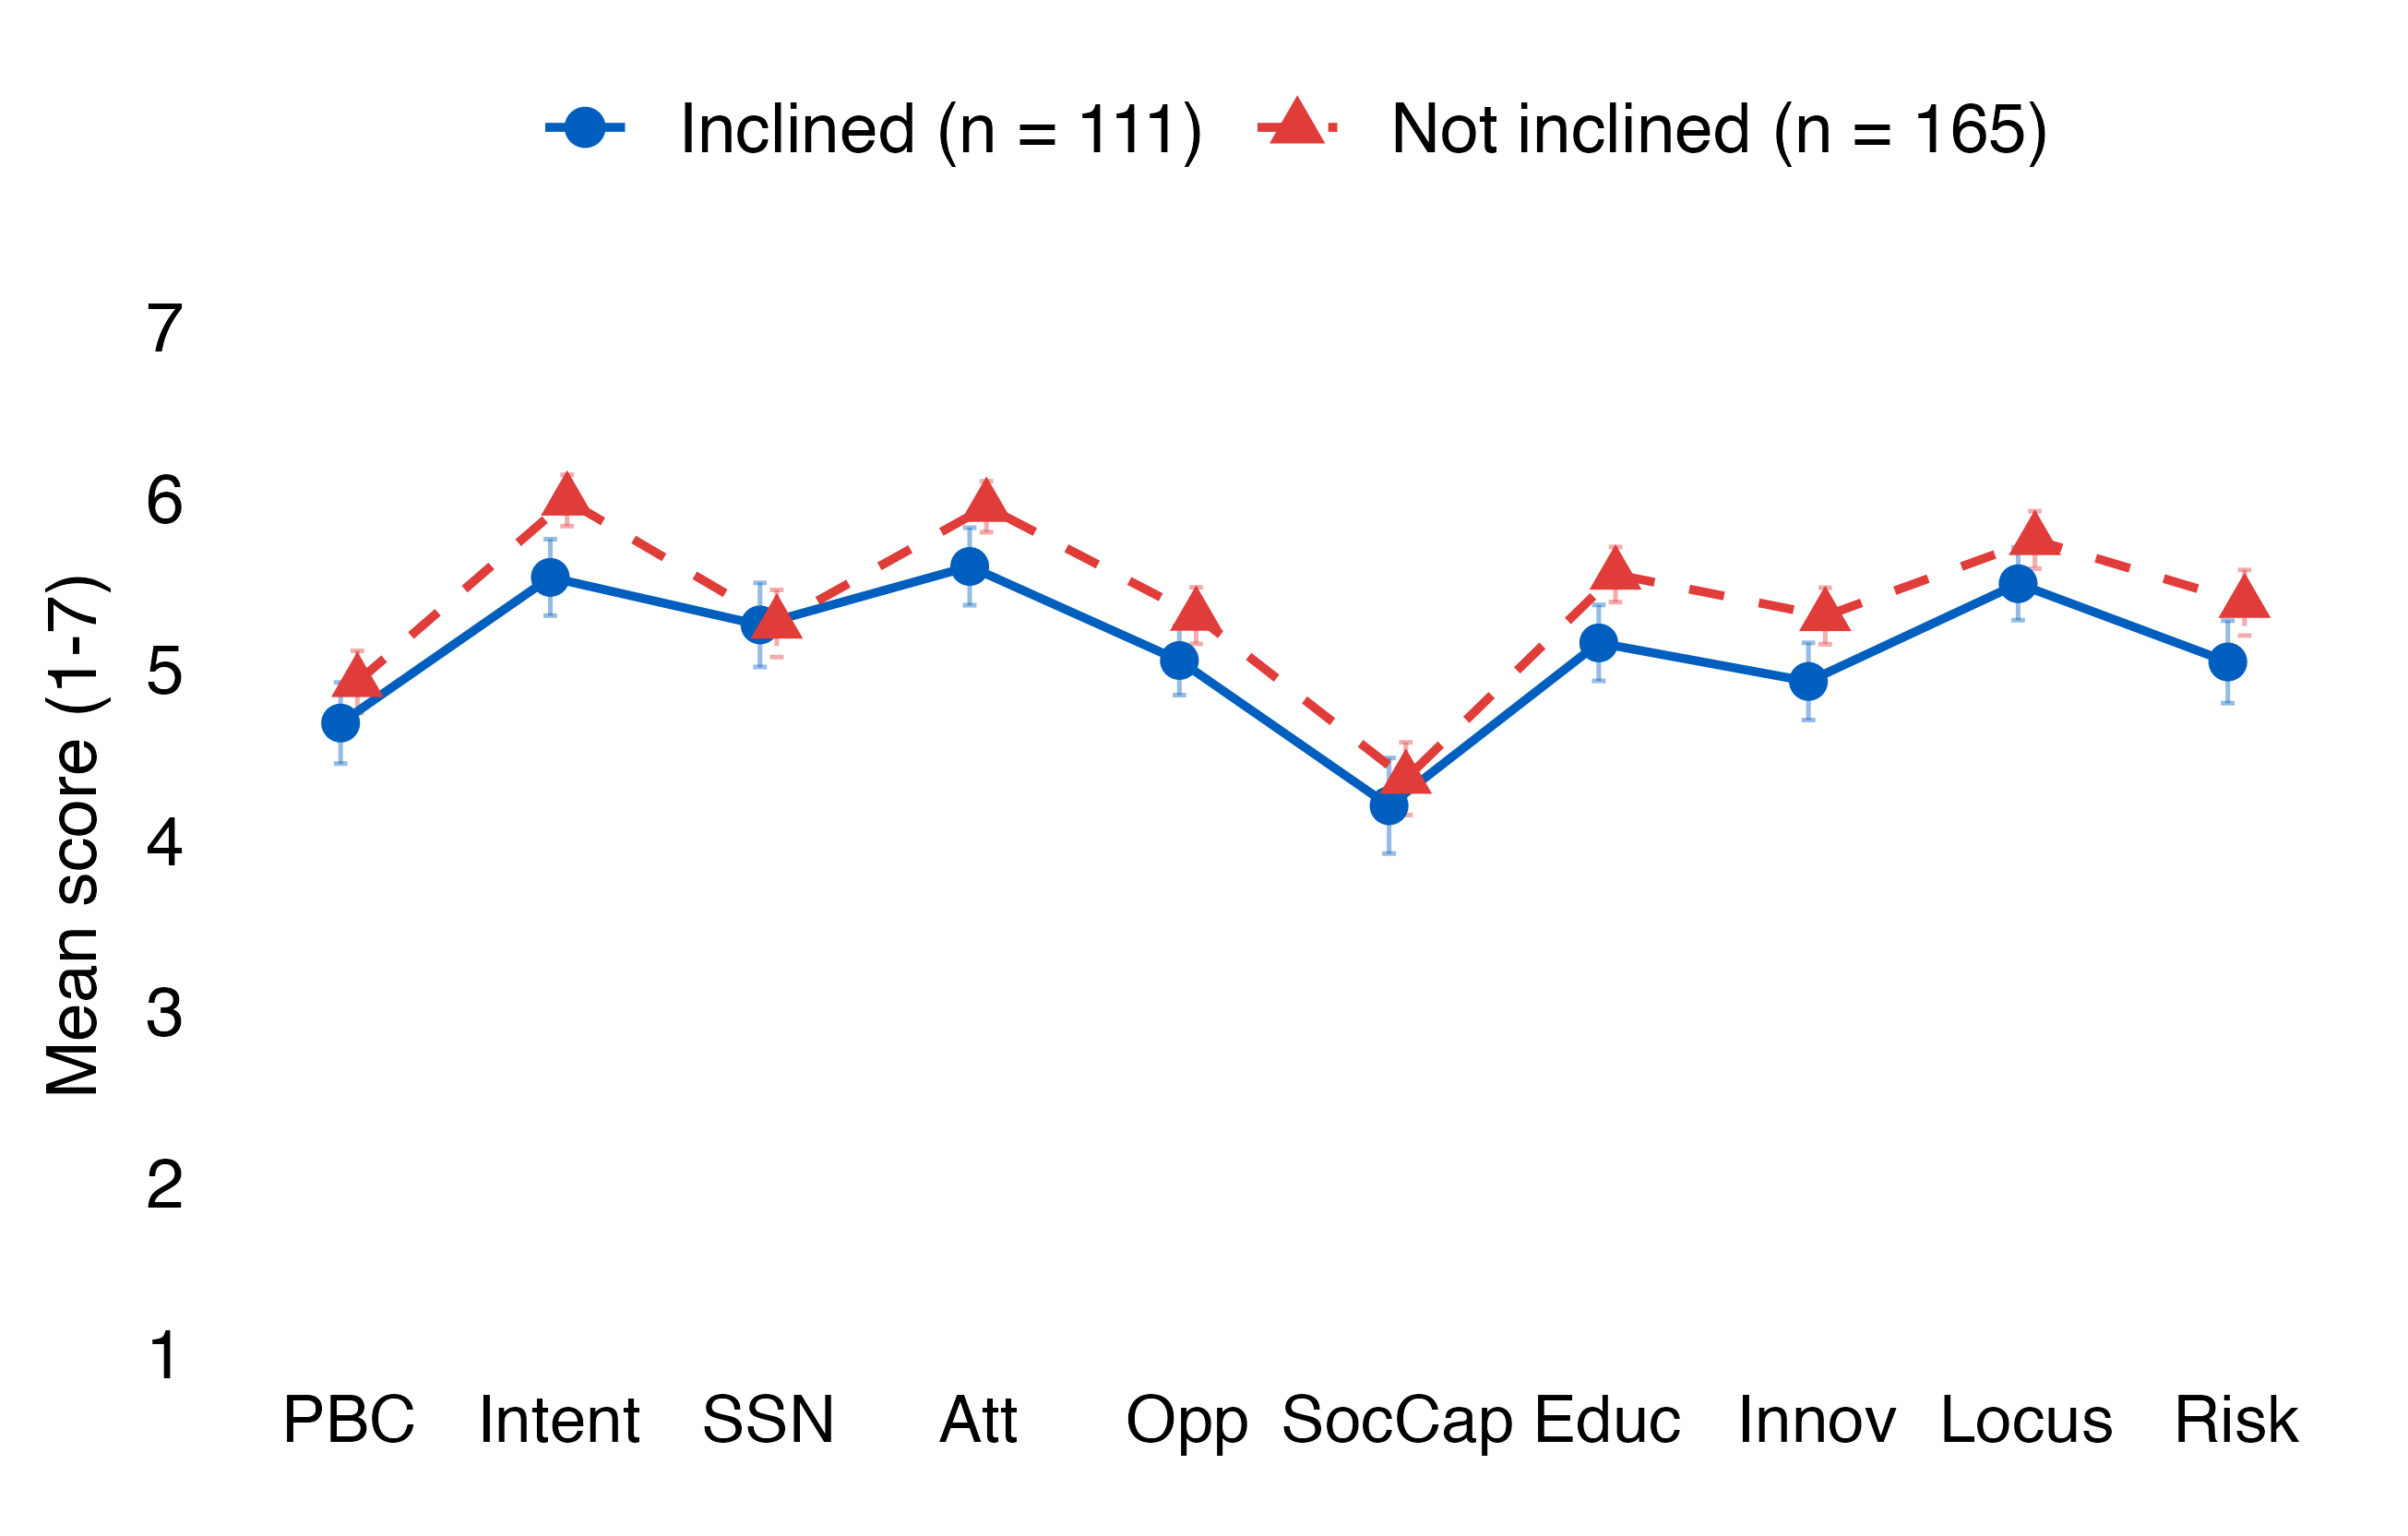 Inclined (n = 111) Not inclined (n = 165)
Mean score (1-7)
7
6
5
4
3
2
1
PBC Intent SSN Att Opp SocCap Educ Innov Locus Risk